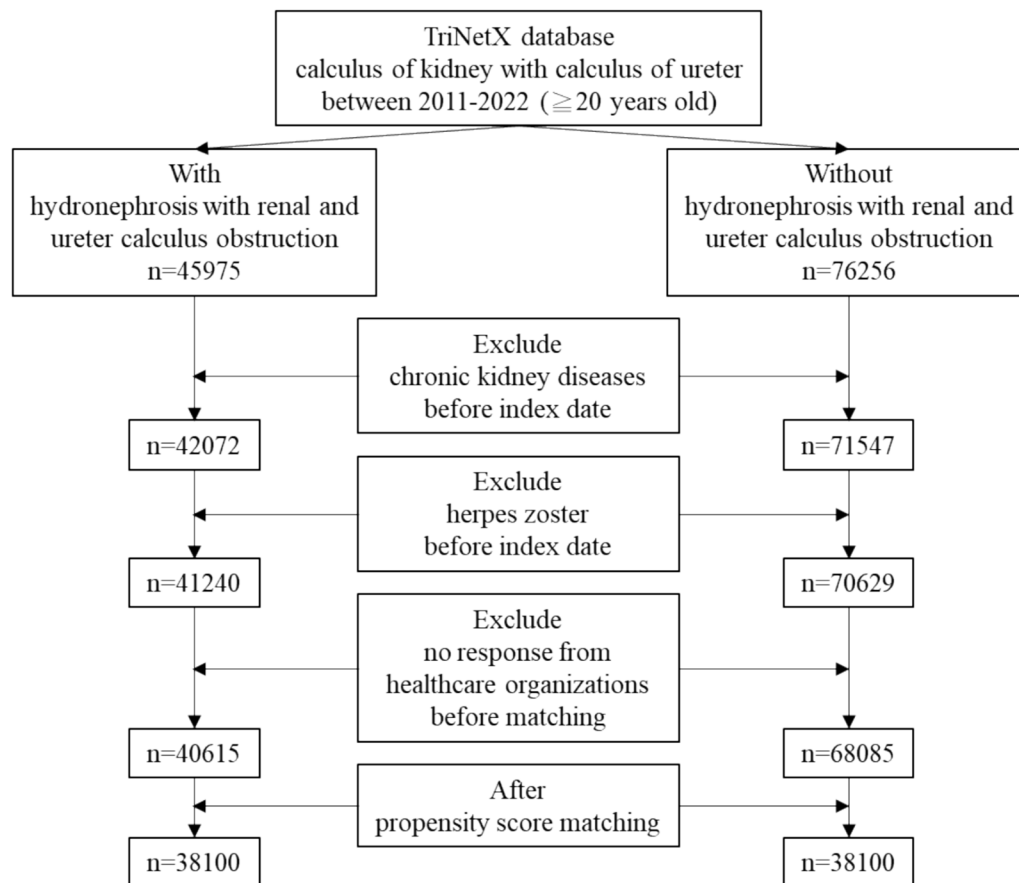 TriNetX database
calculus of kidney with calculus of ureter
between 2011-2022 (≧20 years old)
With
hydronephrosis with renal and
ureter calculus obstruction
n=45975
Without
hydronephrosis with renal and
ureter calculus obstruction
n=76256
Exclude
chronic kidney diseases
before index date
n=42072
n=71547
Exclude
herpes zoster
before index date
n=41240
n=70629
Exclude
no response from
healthcare organizations
before matching
n=40615
n=68085
After
propensity score matching
n=38100
n=38100